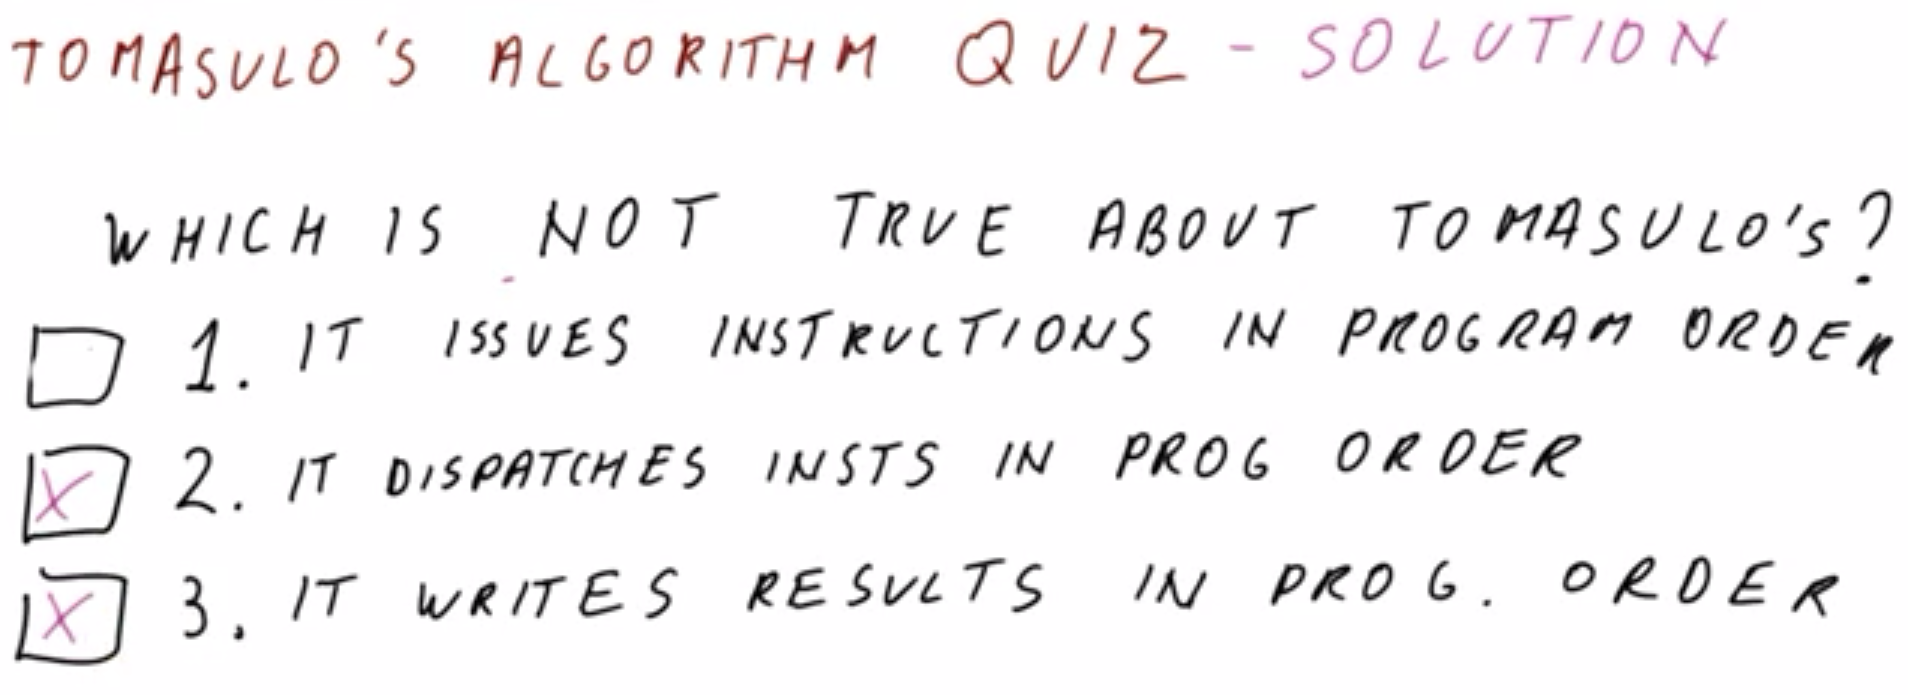 TOMASULO'S ALGORITHM QUIZ - SOLUTION
WHICH IS NOT TRUE ABOUT TOMASULO'S?
1. IT ISSUES INSTRUCTIONS IN PROGRAM ORDER
X 2. IT DISPATCHES INSTS IN PROG ORDER
X 3. IT WRITES RESULTS IN PROG. ORDER